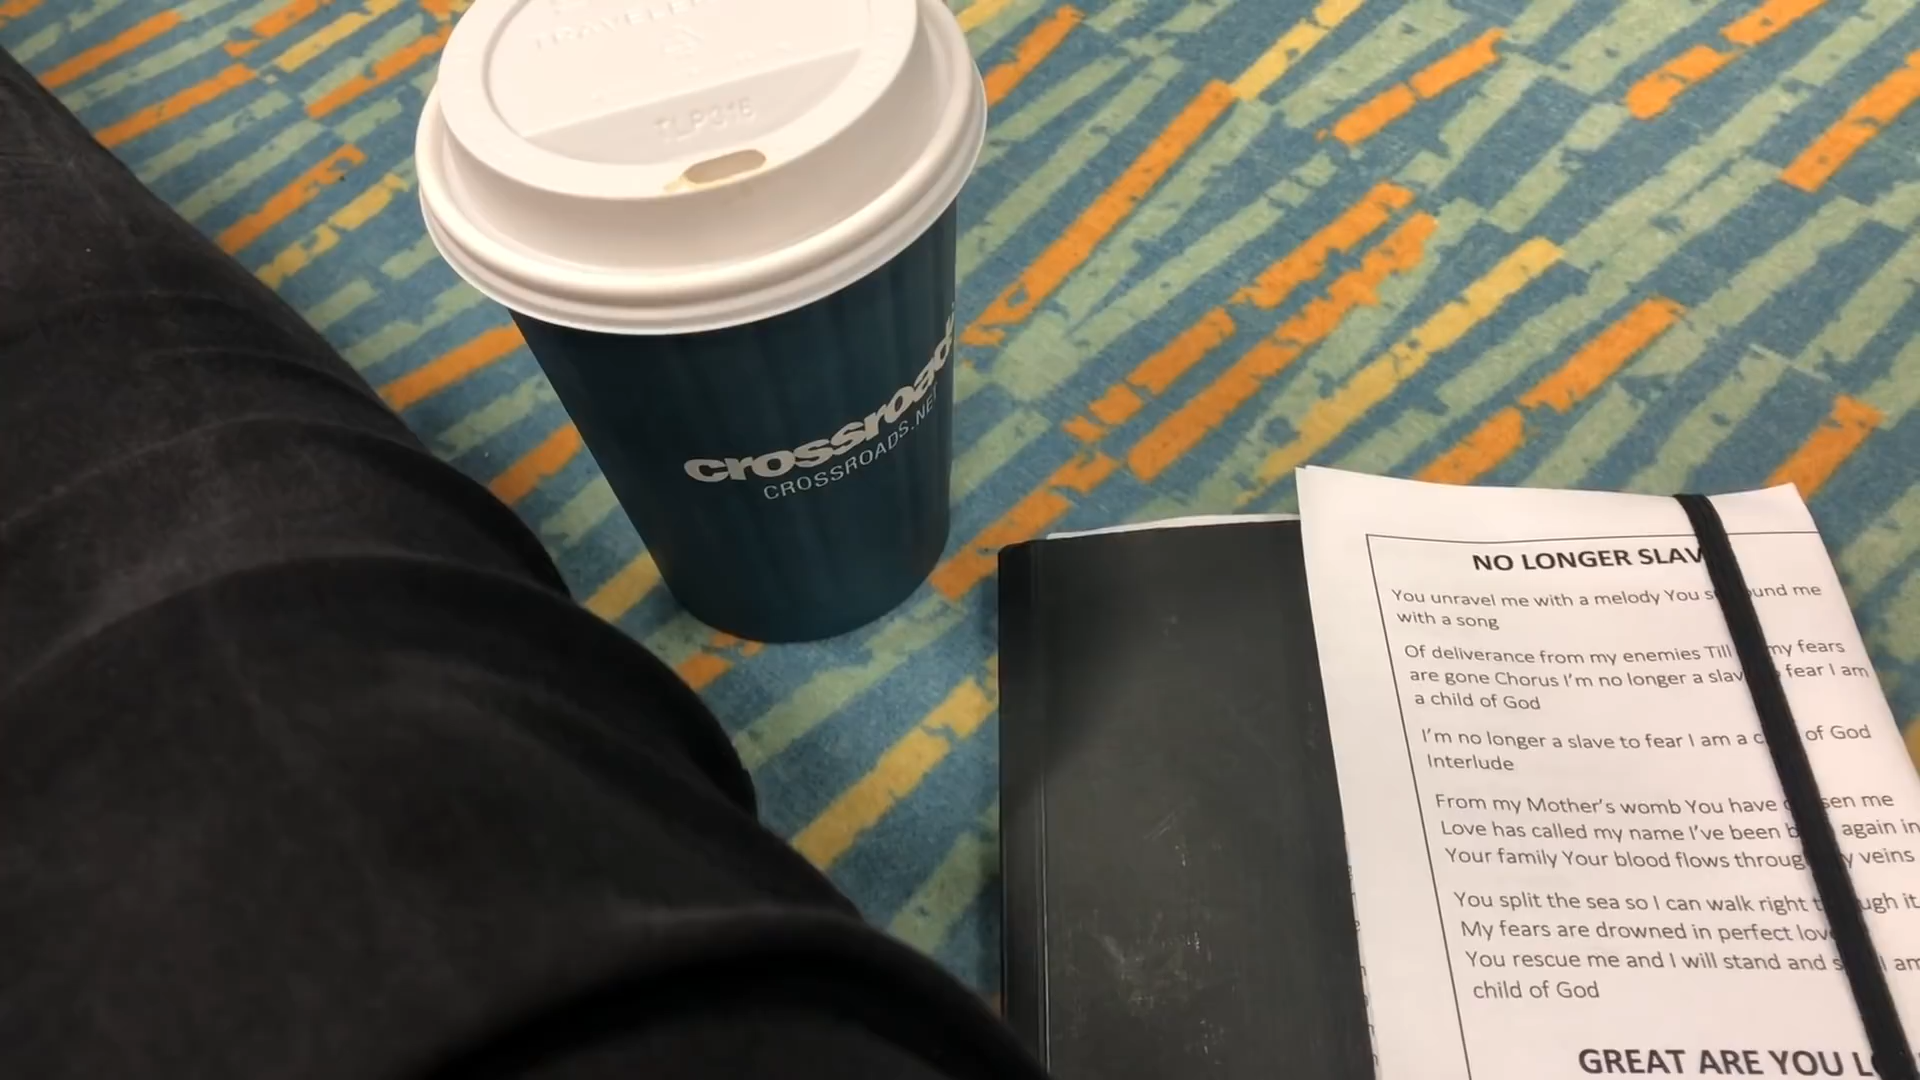 TRAVELER
TLP316
crossroads
CROSSROADS.NET
NO LONGER SLAV
You unravel me with a melody You s und me
with a song
Of deliverance from my enemies Till my fears
are gone Chorus I'm no longer a slav fear I am
a child of God
I'm no longer a slave to fear I am a c of God
Interlude
From my Mother's womb You have sen me
Love has called my name I've been b again in
Your family Your blood flows throug y veins
You split the sea so I can walk right t ugh it
My fears are drowned in perfect lov
You rescue me and I will stand and s I am
child of God
GREAT ARE YOU L